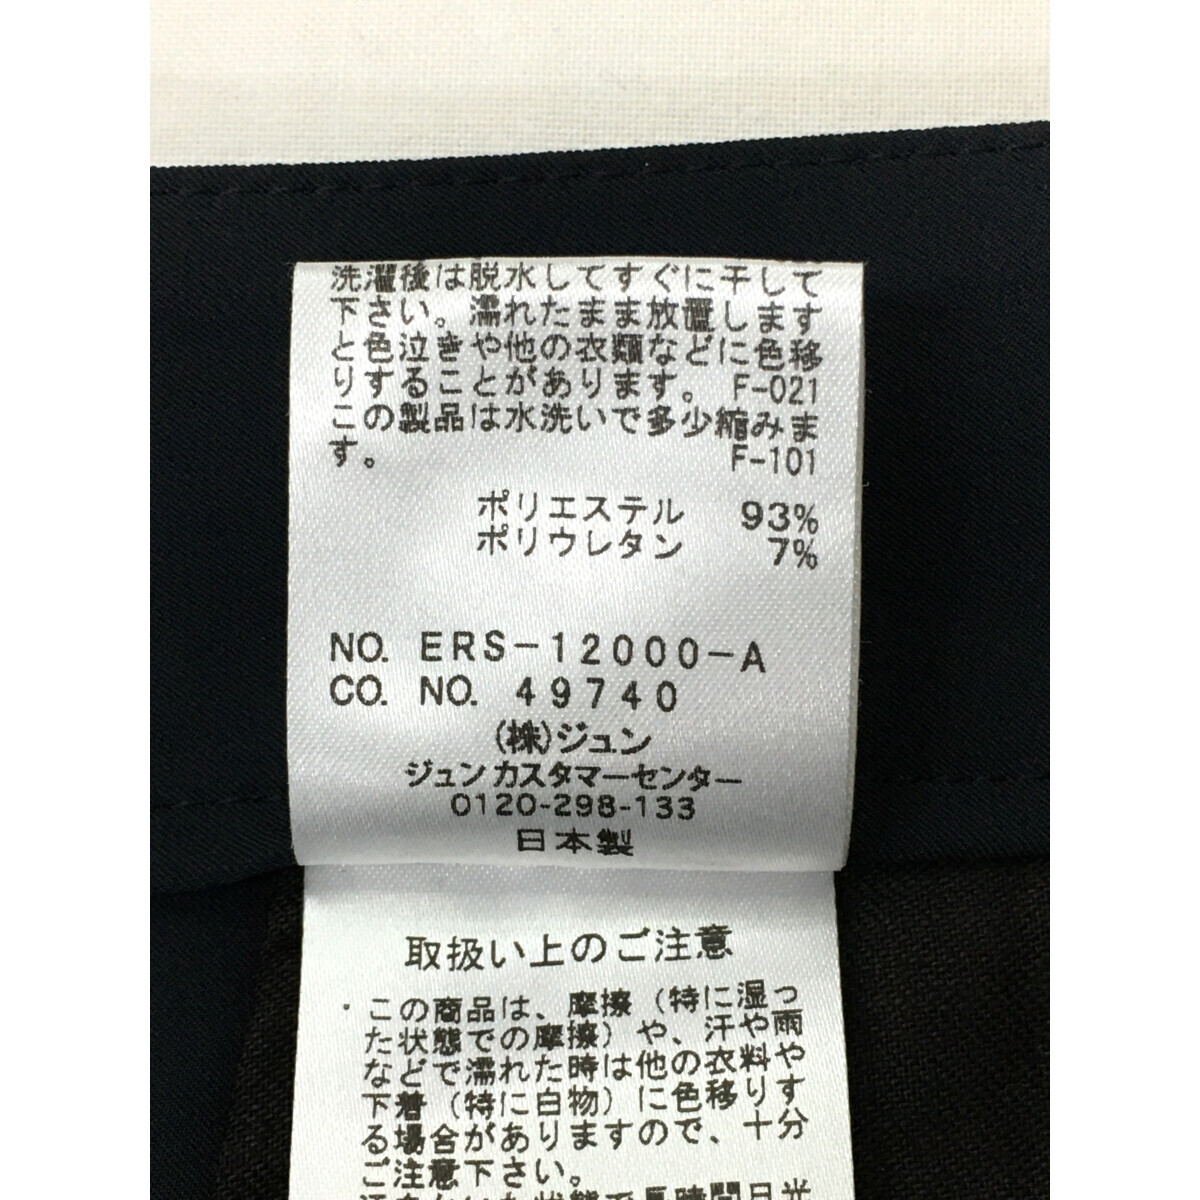 洗濯後は脱水してすぐに干して
下さい。濡れたまま放置します
と色泣きや他の衣類などに色移
りすることがあります。 F-021
この製品は水洗いで多少縮みま
す。 F-101
ポリエステル 93%
ポリウレタン 7%
NO. ERS-12000-A
CO. NO. 49740
(株)ジュン
ジュンカスタマーセンター
0120-298-133
日本製
取扱い上のご注意
・この商品は、摩擦(特に湿っ
た状態での摩擦)や、汗や雨
などで濡れた時は他の衣料や
下着(特に白物)に色移りす
る場合がありますので、十分
ご注意下さい。